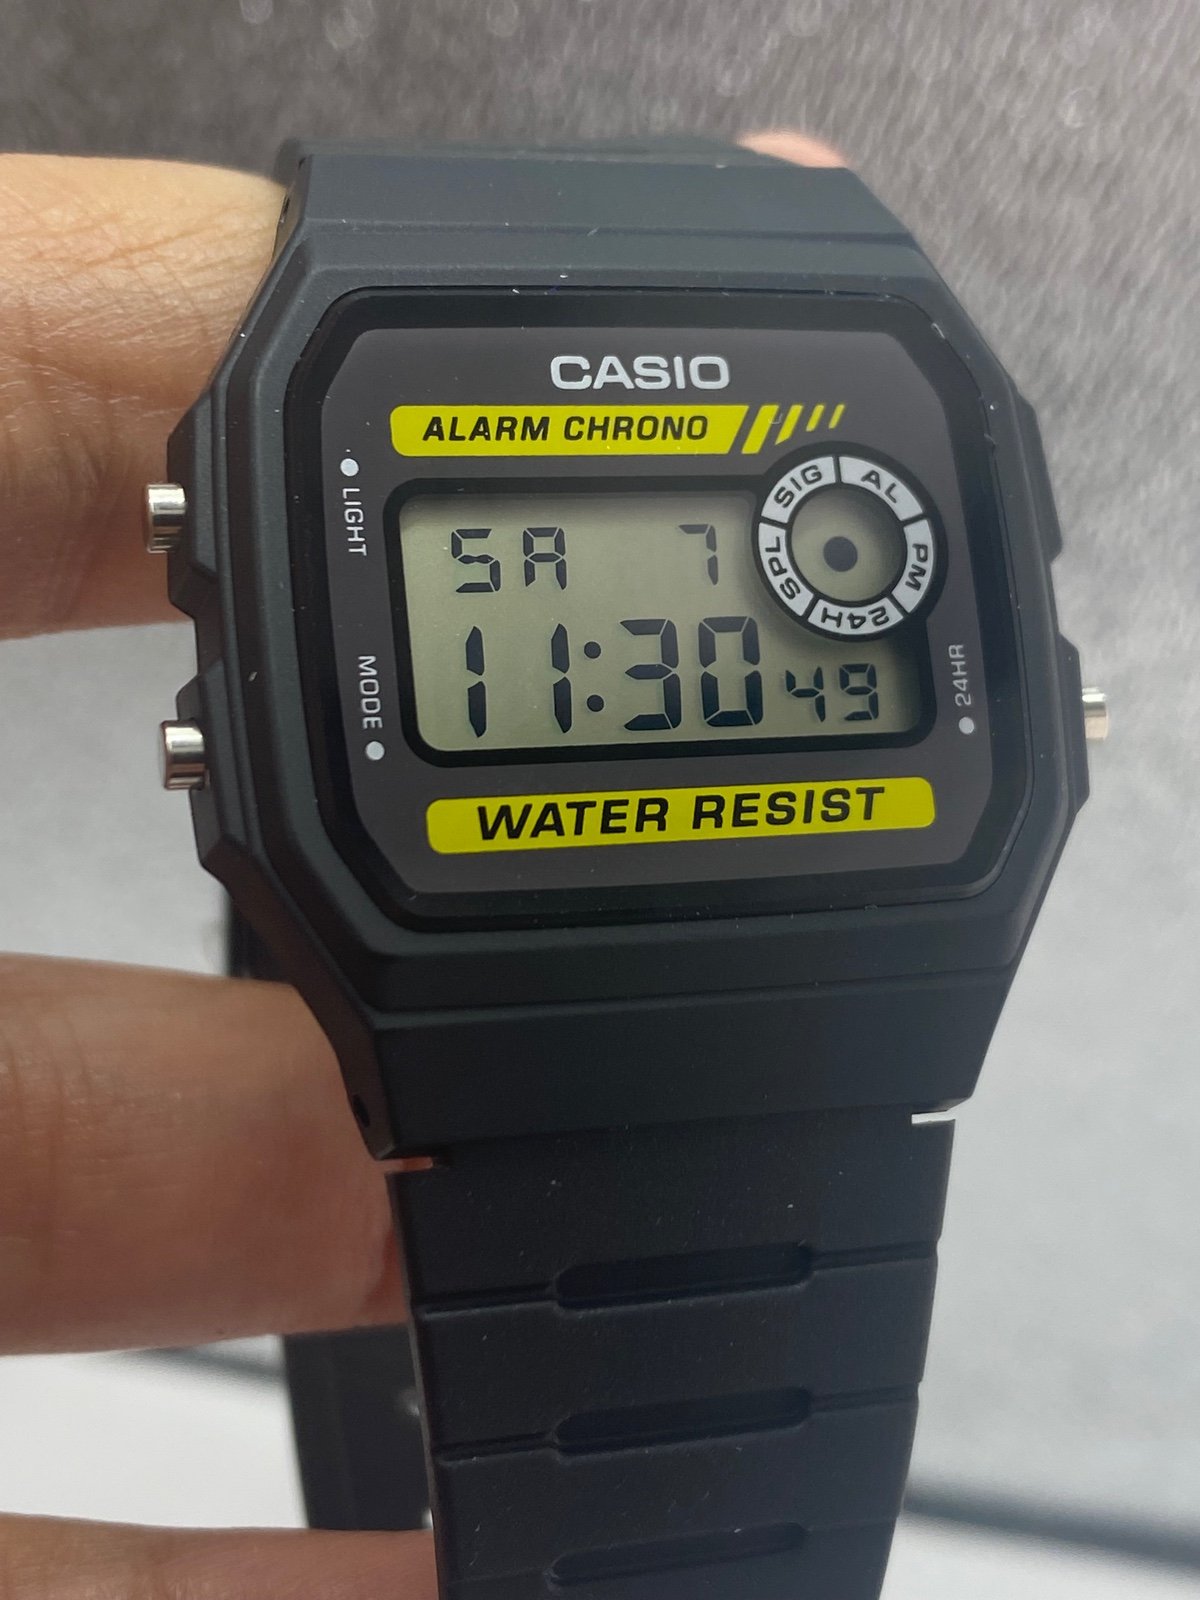 CASIO
ALARM CHRONO
LIGHT
SIG AL PM 24H SPL
SA 7
11:30 49
MODE
24HR
WATER RESIST